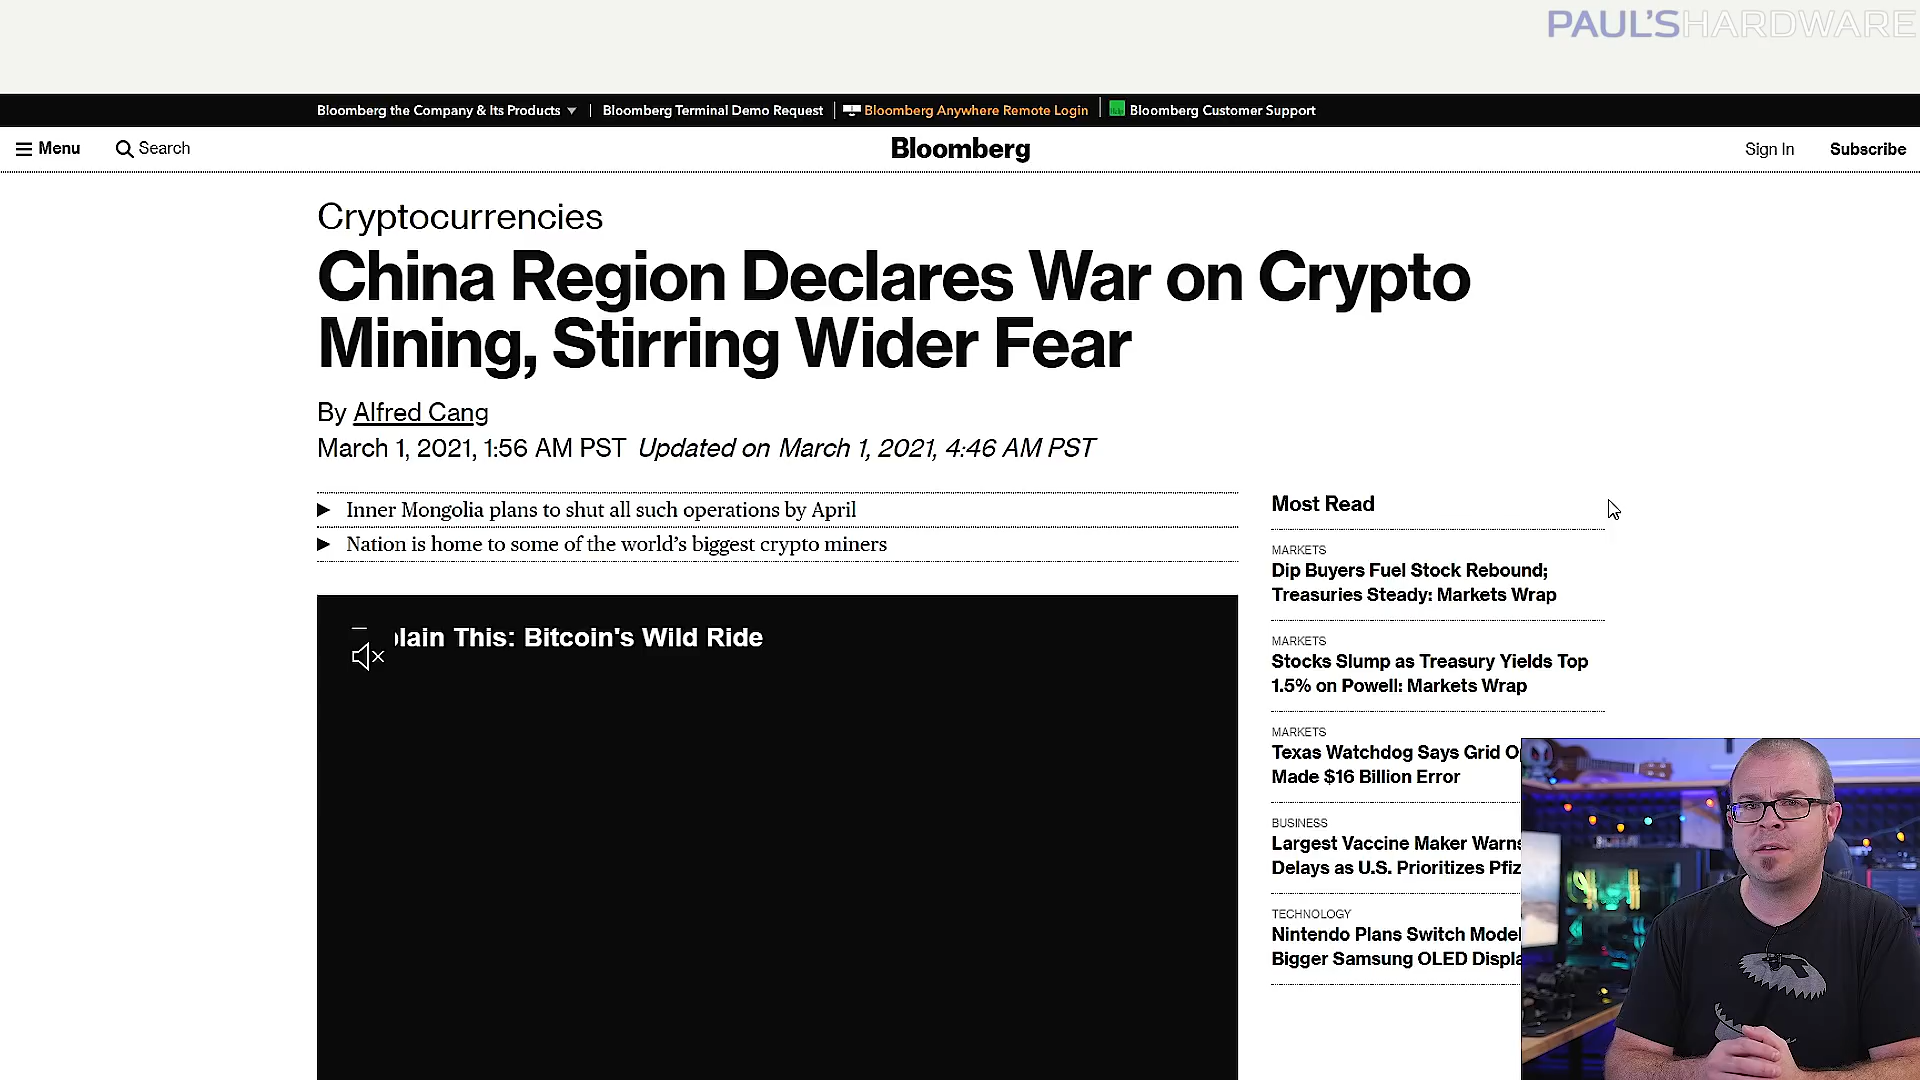 PAUL'SHARDWARE
Bloomberg the Company & Its Products
Bloomberg Terminal Demo Request
Bloomberg Anywhere Remote Login
Bloomberg Customer Support
Menu
Search
Bloomberg
Sign In
Subscribe
Cryptocurrencies
China Region Declares War on Crypto
Mining, Stirring Wider Fear
By Alfred Cang
March 1, 2021, 1:56 AM PST Updated on March 1, 2021, 4:46 AM PST
Inner Mongolia plans to shut all such operations by April
Nation is home to some of the world's biggest crypto miners
plain This: Bitcoin's Wild Ride
Most Read
MARKETS
Dip Buyers Fuel Stock Rebound;
Treasuries Steady: Markets Wrap
MARKETS
Stocks Slump as Treasury Yields Top
1.5% on Powell: Markets Wrap
MARKETS
Texas Watchdog Says Grid
Made $16 Billion Error
BUSINESS
Largest Vaccine Maker Warns
Delays as U.S. Prioritizes Pfiz
TECHNOLOGY
Nintendo Plans Switch Model
Bigger Samsung OLED Displa